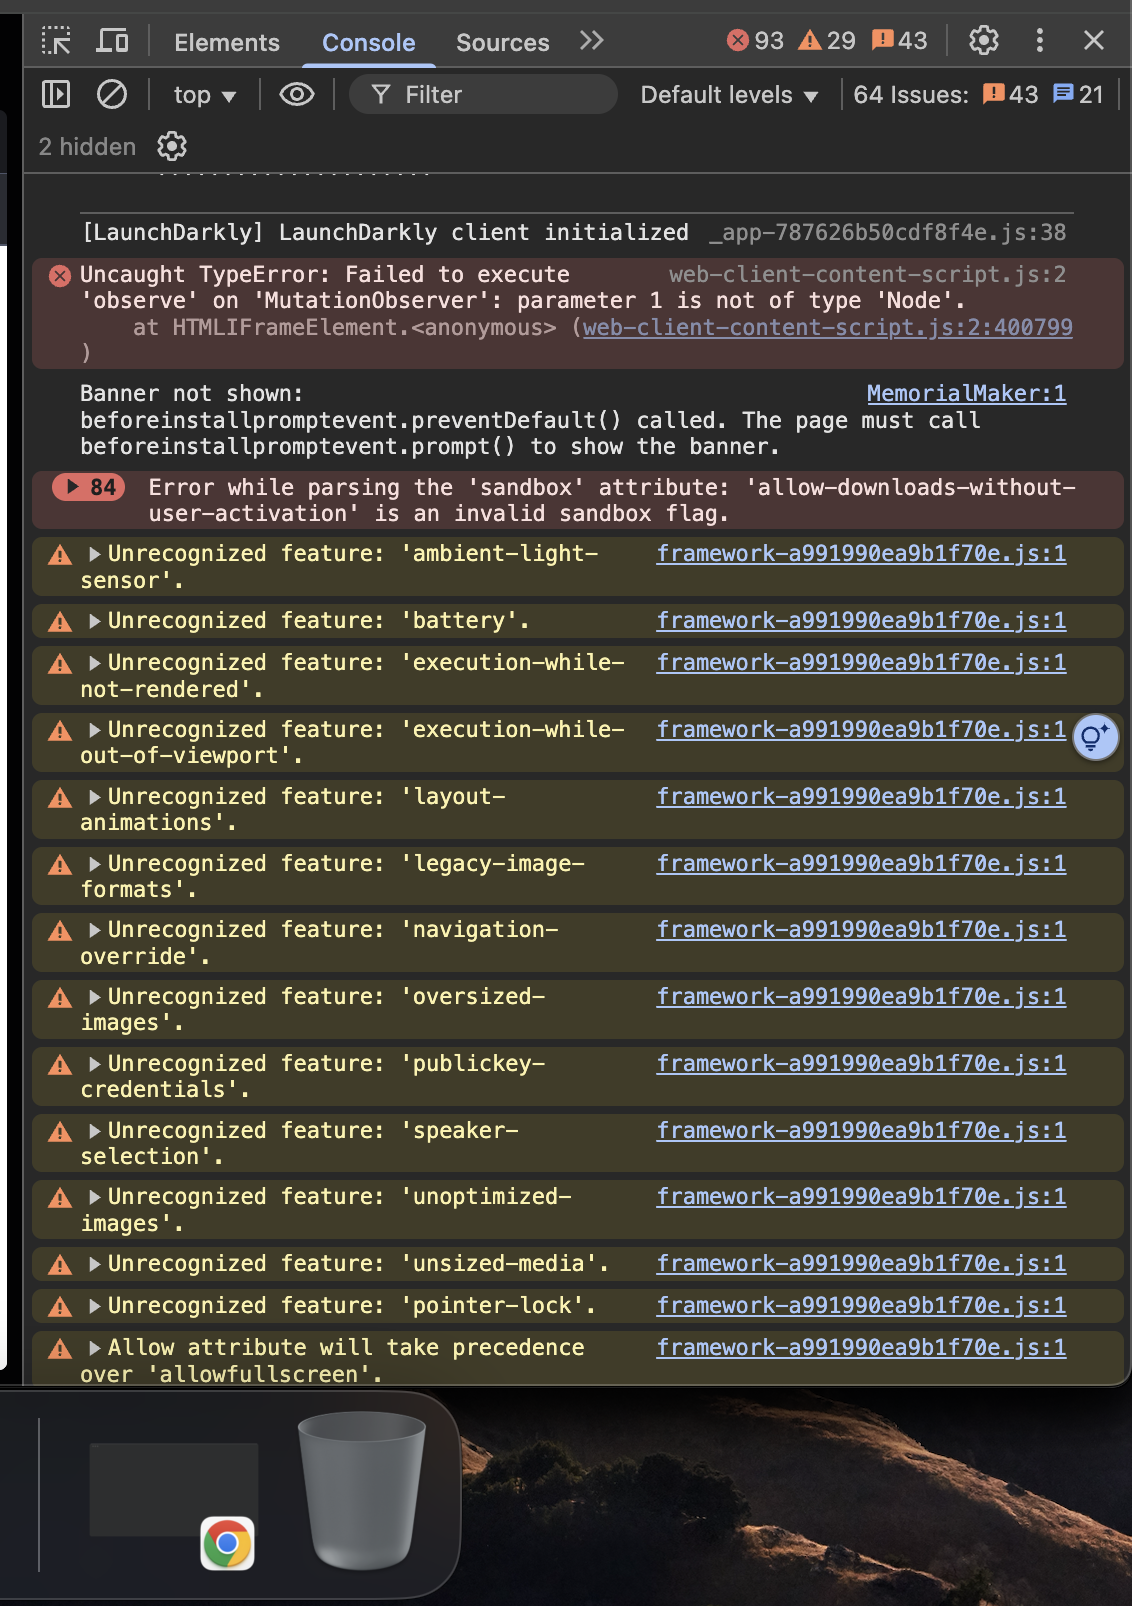 Elements Console Sources 93 29 43
top Filter Default levels 64 Issues: 43 21
2 hidden
[LaunchDarkly] LaunchDarkly client initialized _app-787626b50cdf8f4e.js:38
Uncaught TypeError: Failed to execute web-client-content-script.js:2
'observe' on 'MutationObserver': parameter 1 is not of type 'Node'.
at HTMLIFrameElement.<anonymous> (web-client-content-script.js:2:400799
)
Banner not shown: MemorialMaker:1
beforeinstallpromptevent.preventDefault() called. The page must call
beforeinstallpromptevent.prompt() to show the banner.
84 Error while parsing the 'sandbox' attribute: 'allow-downloads-without-
user-activation' is an invalid sandbox flag.
Unrecognized feature: 'ambient-light- framework-a991990ea9b1f70e.js:1
sensor'.
Unrecognized feature: 'battery'. framework-a991990ea9b1f70e.js:1
Unrecognized feature: 'execution-while- framework-a991990ea9b1f70e.js:1
not-rendered'.
Unrecognized feature: 'execution-while- framework-a991990ea9b1f70e.js:1
out-of-viewport'.
Unrecognized feature: 'layout- framework-a991990ea9b1f70e.js:1
animations'.
Unrecognized feature: 'legacy-image- framework-a991990ea9b1f70e.js:1
formats'.
Unrecognized feature: 'navigation- framework-a991990ea9b1f70e.js:1
override'.
Unrecognized feature: 'oversized- framework-a991990ea9b1f70e.js:1
images'.
Unrecognized feature: 'publickey- framework-a991990ea9b1f70e.js:1
credentials'.
Unrecognized feature: 'speaker- framework-a991990ea9b1f70e.js:1
selection'.
Unrecognized feature: 'unoptimized- framework-a991990ea9b1f70e.js:1
images'.
Unrecognized feature: 'unsized-media'. framework-a991990ea9b1f70e.js:1
Unrecognized feature: 'pointer-lock'. framework-a991990ea9b1f70e.js:1
Allow attribute will take precedence framework-a991990ea9b1f70e.js:1
over 'allowfullscreen'.